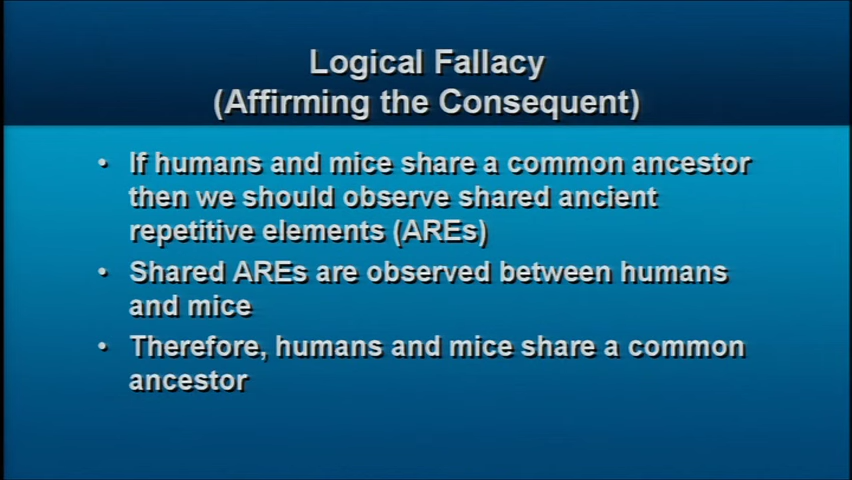 Logical Fallacy
(Affirming the Consequent)
• If humans and mice share a common ancestor
then we should observe shared ancient
repetitive elements (AREs)
• Shared AREs are observed between humans
and mice
• Therefore, humans and mice share a common
ancestor